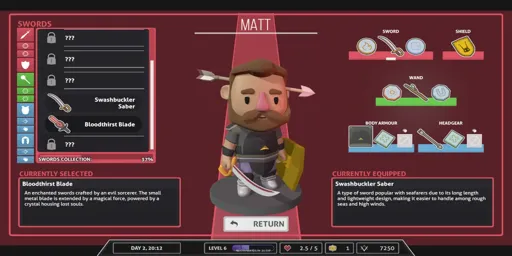 MATT
SWORDS
???
???
???
Swashbuckler
Saber
Bloodthirst Blade
???
SWORDS COLLECTION 17%
SWORD
SHIELD
WAND
BODY ARMOUR
HEADGEAR
CURRENTLY SELECTED
Bloodthirst Blade
An enchanted swords crafted by an evil sorcerer. The small
metal blade is extended by a magical force, powered by a
crystal housing lost souls.
CURRENTLY EQUIPPED
Swashbuckler Saber
A type of sword popular with seafarers due to its long length
and lightweight design, making it easier to handle among rough
seas and high winds.
RETURN
DAY 2, 20:12
LEVEL 6
2.5 / 5
1
7250